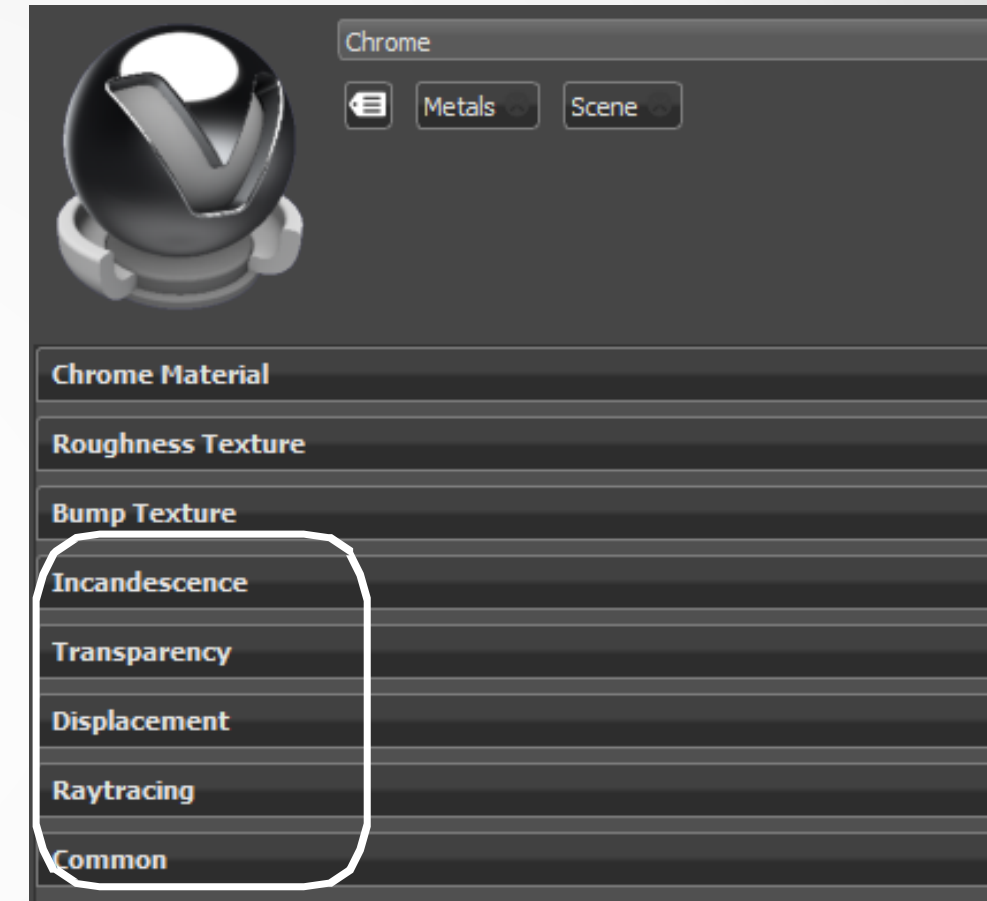 Chrome
Metals Scene
Chrome Material
Roughness Texture
Bump Texture
Incandescence
Transparency
Displacement
Raytracing
Common